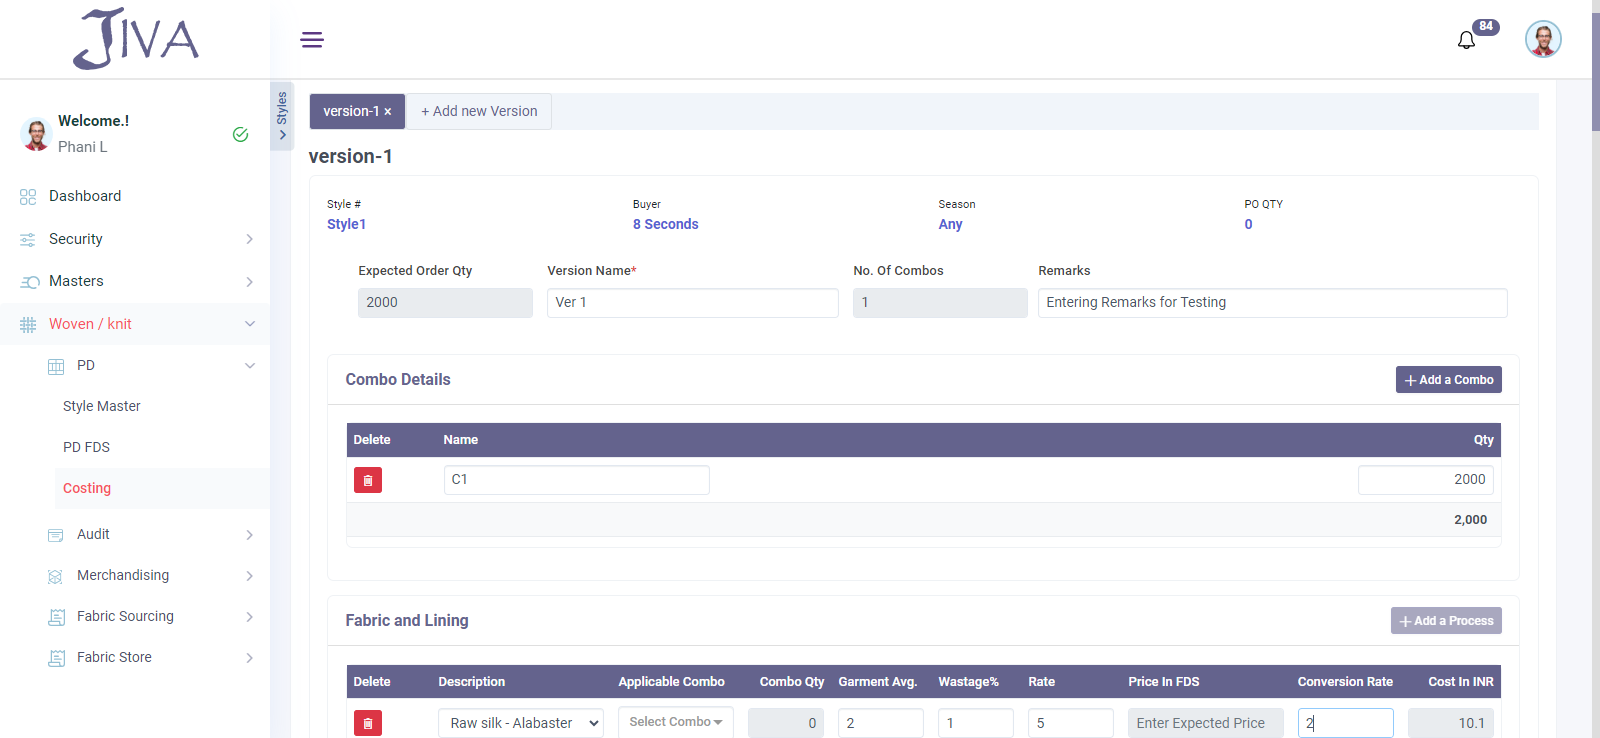 JIVA
84
Styles
version-1 ×
+ Add new Version
Welcome.!
Phani L
version-1
Style #
Buyer
Season
PO QTY
Style1
8 Seconds
Any
0
Dashboard
Security
Masters
Woven / knit
PD
Style Master
PD FDS
Costing
Audit
Merchandising
Fabric Sourcing
Fabric Store
Expected Order Qty
Version Name*
No. Of Combos
Remarks
2000
Ver 1
1
Entering Remarks for Testing
Combo Details
+ Add a Combo
Delete Name Qty
C1 2000
2,000
Fabric and Lining
+ Add a Process
Delete Description Applicable Combo Combo Qty Garment Avg. Wastage% Rate Price In FDS Conversion Rate Cost In INR
Raw silk - Alabaster Select Combo 0 2 1 5 Enter Expected Price 2 10.1